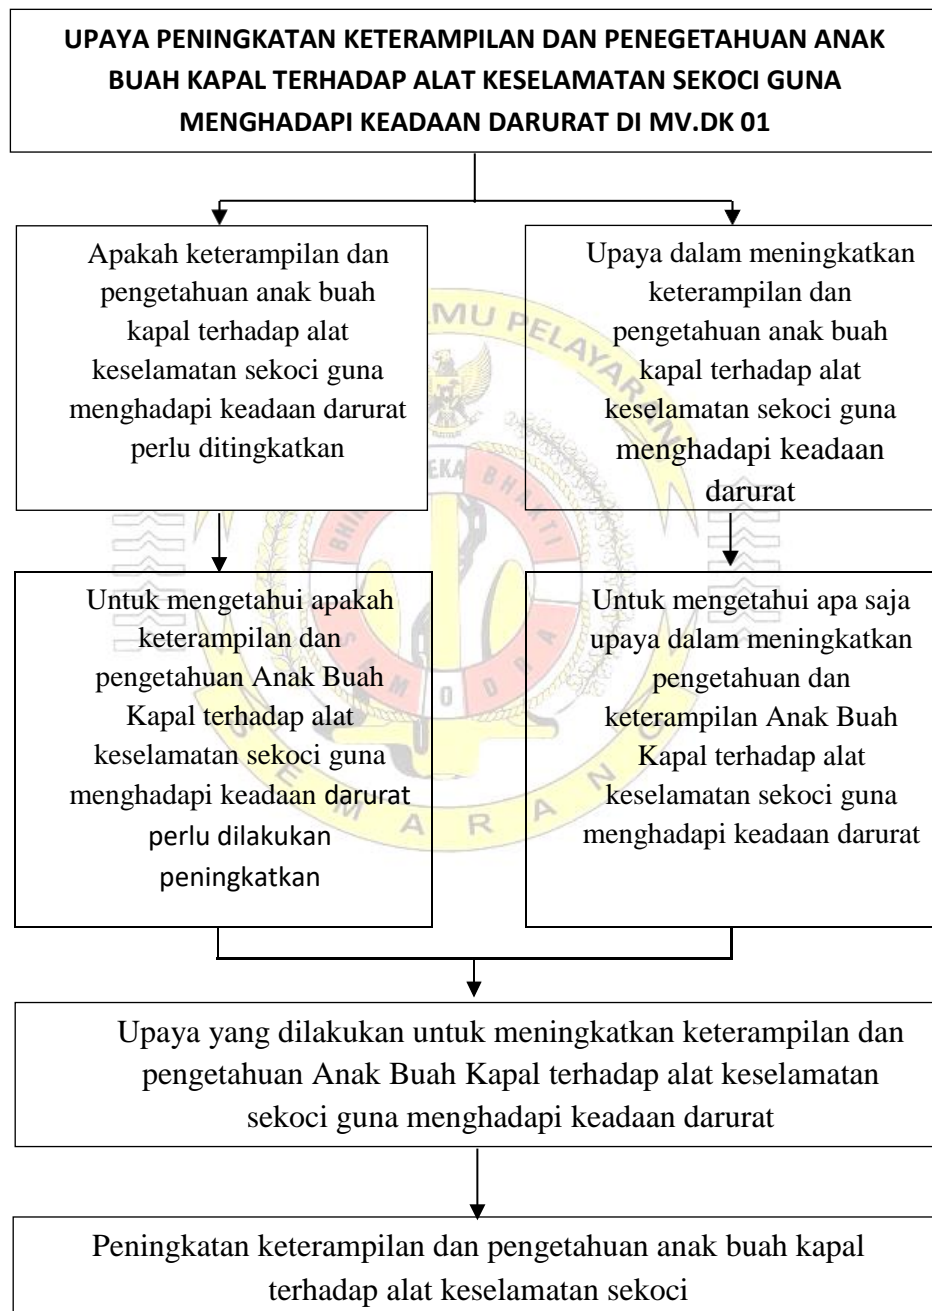 UPAYA PENINGKATAN KETERAMPILAN DAN PENEGETAHUAN ANAK
BUAH KAPAL TERHADAP ALAT KESELAMATAN SEKOCI GUNA
MENGHADAPI KEADAAN DARURAT DI MV.DK 01
Apakah keterampilan dan
pengetahuan anak buah
kapal terhadap alat
keselamatan sekoci guna
menghadapi keadaan darurat
perlu ditingkatkan
Upaya dalam meningkatkan
keterampilan dan
pengetahuan anak buah
kapal terhadap alat
keselamatan sekoci guna
menghadapi keadaan
darurat
Untuk mengetahui apakah
keterampilan dan
pengetahuan Anak Buah
Kapal terhadap alat
keselamatan sekoci guna
menghadapi keadaan darurat
perlu dilakukan
peningkatkan
Untuk mengetahui apa saja
upaya dalam meningkatkan
pengetahuan dan
keterampilan Anak Buah
Kapal terhadap alat
keselamatan sekoci guna
menghadapi keadaan darurat
Upaya yang dilakukan untuk meningkatkan keterampilan dan
pengetahuan Anak Buah Kapal terhadap alat keselamatan
sekoci guna menghadapi keadaan darurat
Peningkatan keterampilan dan pengetahuan anak buah kapal
terhadap alat keselamatan sekoci
PELAYARAN
BHAKTI
SAMODRA
SEMARANG